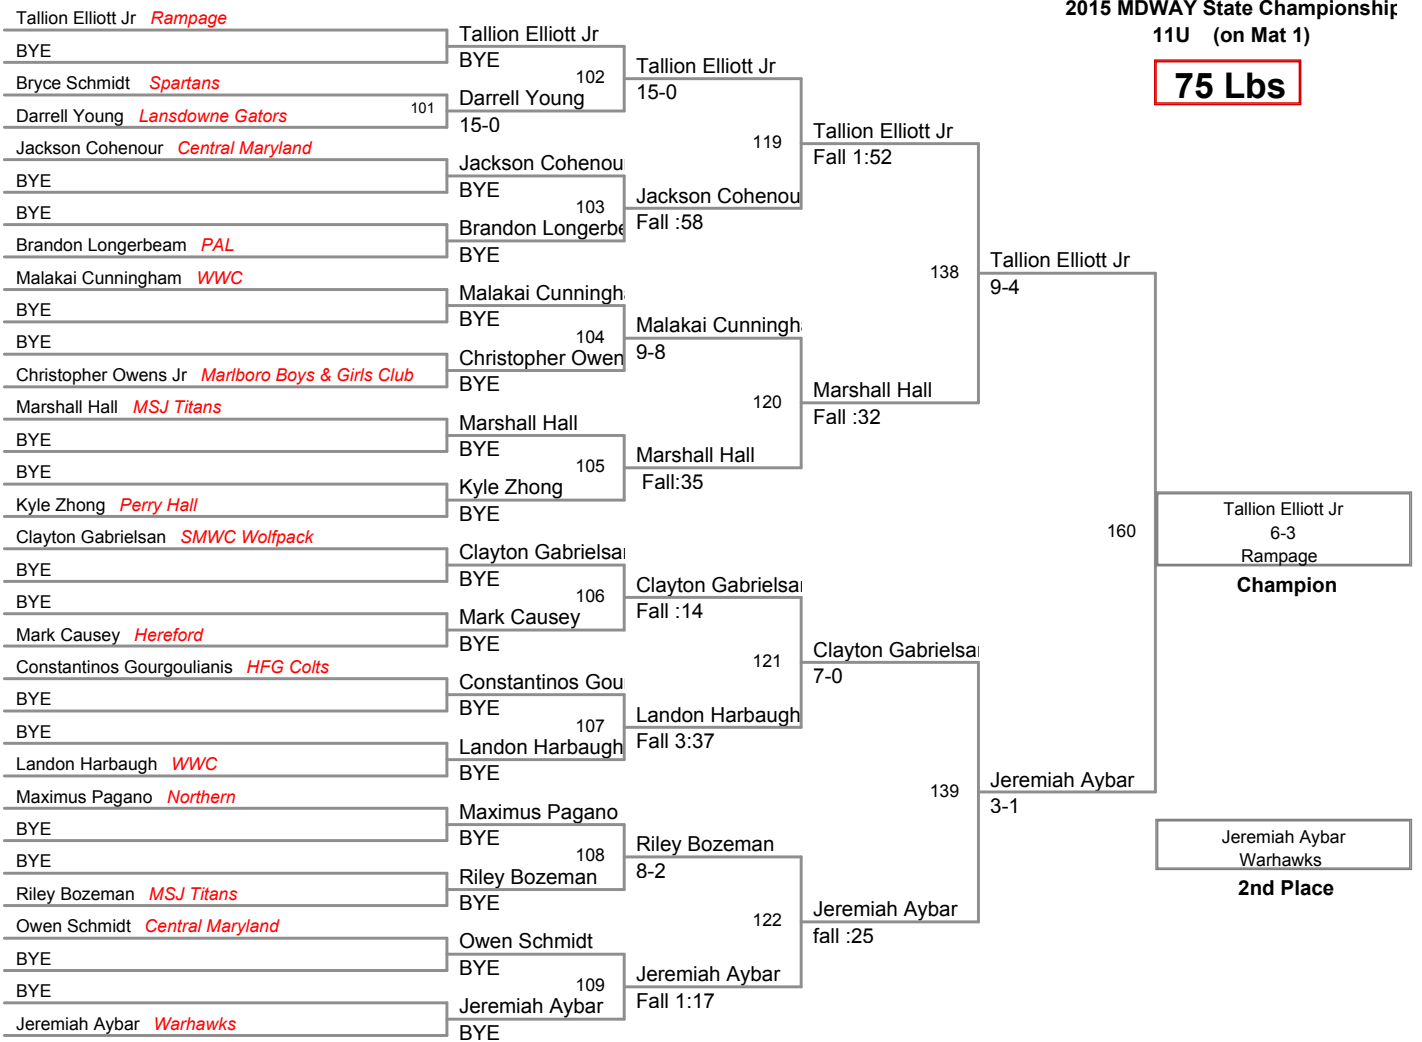 2015 MDWAY State Championship
11U (on Mat 1)
75 Lbs
Tallion Elliott Jr Rampage
BYE
Bryce Schmidt Spartans
Darrell Young Lansdowne Gators
101
Jackson Cohenour Central Maryland
BYE
BYE
Brandon Longerbeam PAL
Malakai Cunningham WWC
BYE
BYE
Christopher Owens Jr Marlboro Boys & Girls Club
Marshall Hall MSJ Titans
BYE
BYE
Kyle Zhong Perry Hall
Clayton Gabrielsan SMWC Wolfpack
BYE
BYE
Mark Causey Hereford
Constantinos Gourgoulianis HFG Colts
BYE
BYE
Landon Harbaugh WWC
Maximus Pagano Northern
BYE
BYE
Riley Bozeman MSJ Titans
Owen Schmidt Central Maryland
BYE
BYE
Jeremiah Aybar Warhawks
Tallion Elliott Jr
BYE
102
Darrell Young
15-0
Jackson Cohenou
BYE
103
Brandon Longerbe
BYE
Malakai Cunningh
BYE
104
Christopher Owen
BYE
Marshall Hall
BYE
105
Kyle Zhong
BYE
Clayton Gabrielsa
BYE
106
Mark Causey
BYE
Constantinos Gou
BYE
107
Landon Harbaugh
BYE
Maximus Pagano
BYE
108
Riley Bozeman
BYE
Owen Schmidt
BYE
109
Jeremiah Aybar
BYE
Tallion Elliott Jr
15-0
119
Jackson Cohenou
Fall :58
Malakai Cunningh
9-8
120
Marshall Hall
Fall:35
Clayton Gabrielsa
Fall :14
121
Landon Harbaugh
Fall 3:37
Riley Bozeman
8-2
122
Jeremiah Aybar
Fall 1:17
Tallion Elliott Jr
Fall 1:52
138
Marshall Hall
Fall :32
Clayton Gabrielsa
7-0
139
Jeremiah Aybar
fall :25
Tallion Elliott Jr
9-4
160
Jeremiah Aybar
3-1
Tallion Elliott Jr
6-3
Rampage
Champion
Jeremiah Aybar
Warhawks
2nd Place